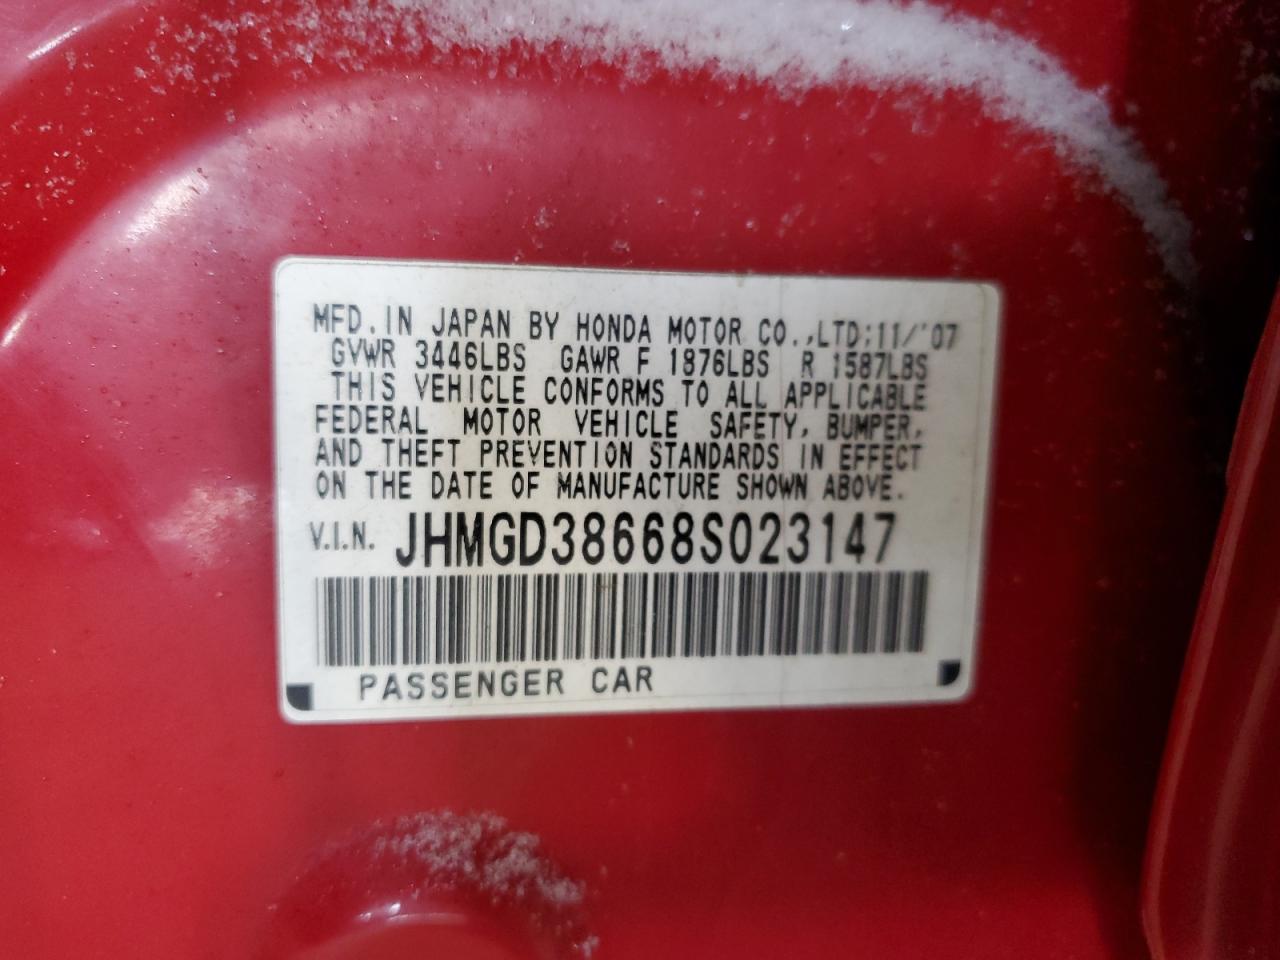 MFD. IN JAPAN BY HONDA MOTOR CO.,LTD;11/'07
GVWR 3446LBS GAWR F 1876LBS R 1587LBS
THIS VEHICLE CONFORMS TO ALL APPLICABLE
FEDERAL MOTOR VEHICLE SAFETY, BUMPER,
AND THEFT PREVENTION STANDARDS IN EFFECT
ON THE DATE OF MANUFACTURE SHOWN ABOVE.
V.I.N. JHMGD38668S023147
PASSENGER CAR